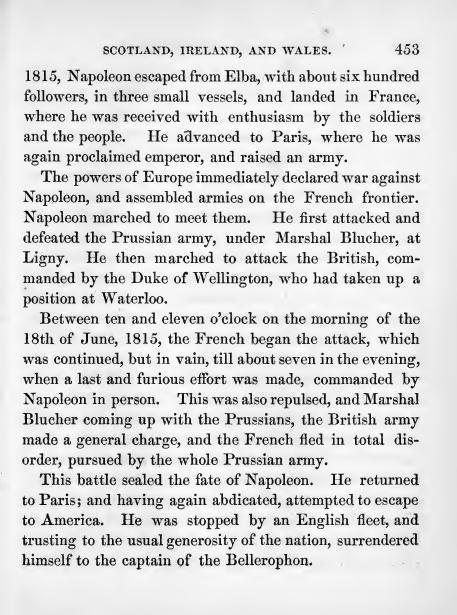 SCOTLAND, IRELAND, AND WALES. 453
1815, Napoleon escaped from Elba, with about six hundred
followers, in three small vessels, and landed in France,
where he was received with enthusiasm by the soldiers
and the people. He advanced to Paris, where he was
again proclaimed emperor, and raised an army.
The powers of Europe immediately declared war against
Napoleon, and assembled armies on the French frontier.
Napoleon marched to meet them. He first attacked and
defeated the Prussian army, under Marshal Blucher, at
Ligny. He then marched to attack the British, com-
manded by the Duke of Wellington, who had taken up a
position at Waterloo.
Between ten and eleven o'clock on the morning of the
18th of June, 1815, the French began the attack, which
was continued, but in vain, till about seven in the evening,
when a last and furious effort was made, commanded by
Napoleon in person. This was also repulsed, and Marshal
Blucher coming up with the Prussians, the British army
made a general charge, and the French fled in total dis-
order, pursued by the whole Prussian army.
This battle sealed the fate of Napoleon. He returned
to Paris; and having again abdicated, attempted to escape
to America. He was stopped by an English fleet, and
trusting to the usual generosity of the nation, surrendered
himself to the captain of the Bellerophon.